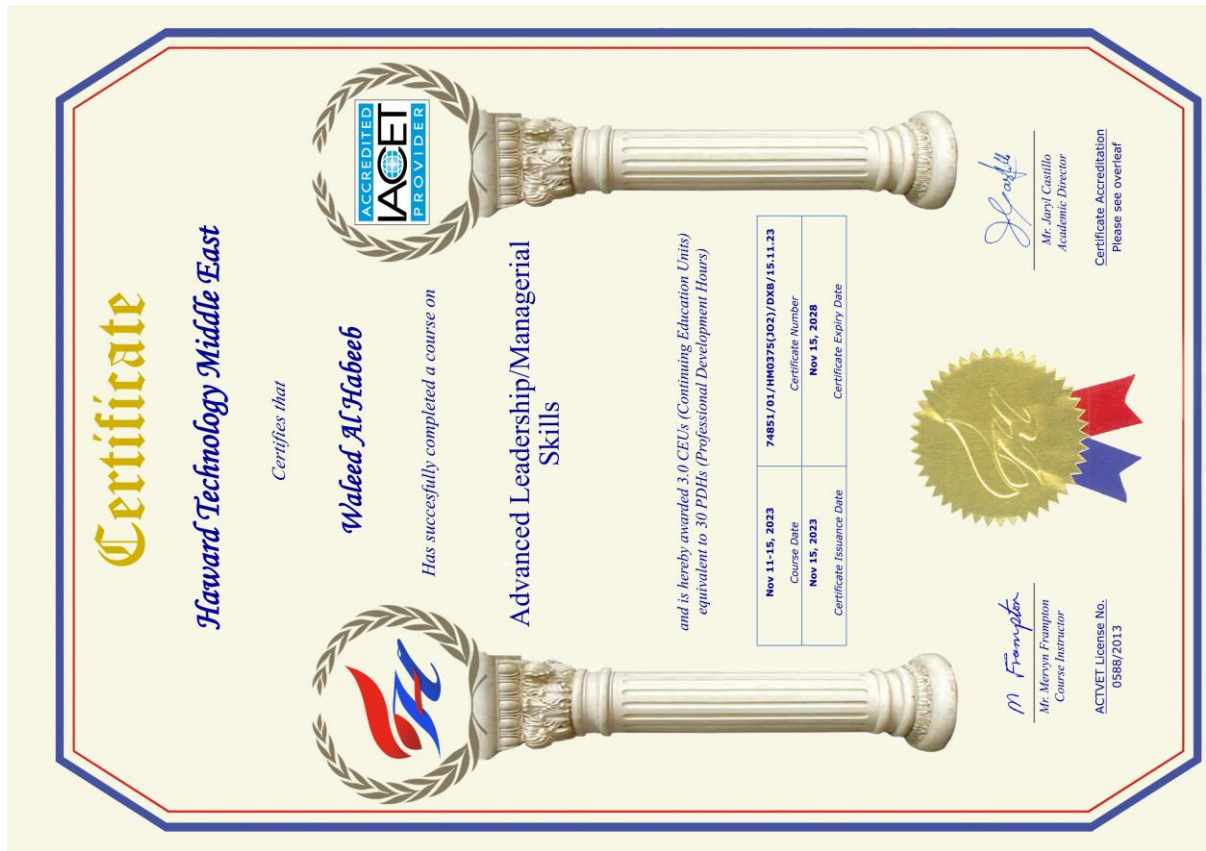 Certificate
Haward Technology Middle East
Certifies that
ACCREDITED
IACET
PROVIDER
Waleed Al Habeeb
Has succesfully completed a course on
Advanced Leadership/Managerial
Skills
and is hereby awarded 3.0 CEUs (Continuing Education Units)
equivalent to 30 PDHs (Professional Development Hours)
Nov 11-15, 2023 74851/01/HM0375(JO2)/DXB/15.11.23
Course Date Certificate Number
Nov 15, 2023 Nov 15, 2028
Certificate Issuance Date Certificate Expiry Date
M Frampton
Mr. Mervyn Frampton
Course Instructor
ACTVET License No.
0588/2013
JCastillo
Mr. Jaryl Castillo
Academic Director
Certificate Accreditation
Please see overleaf